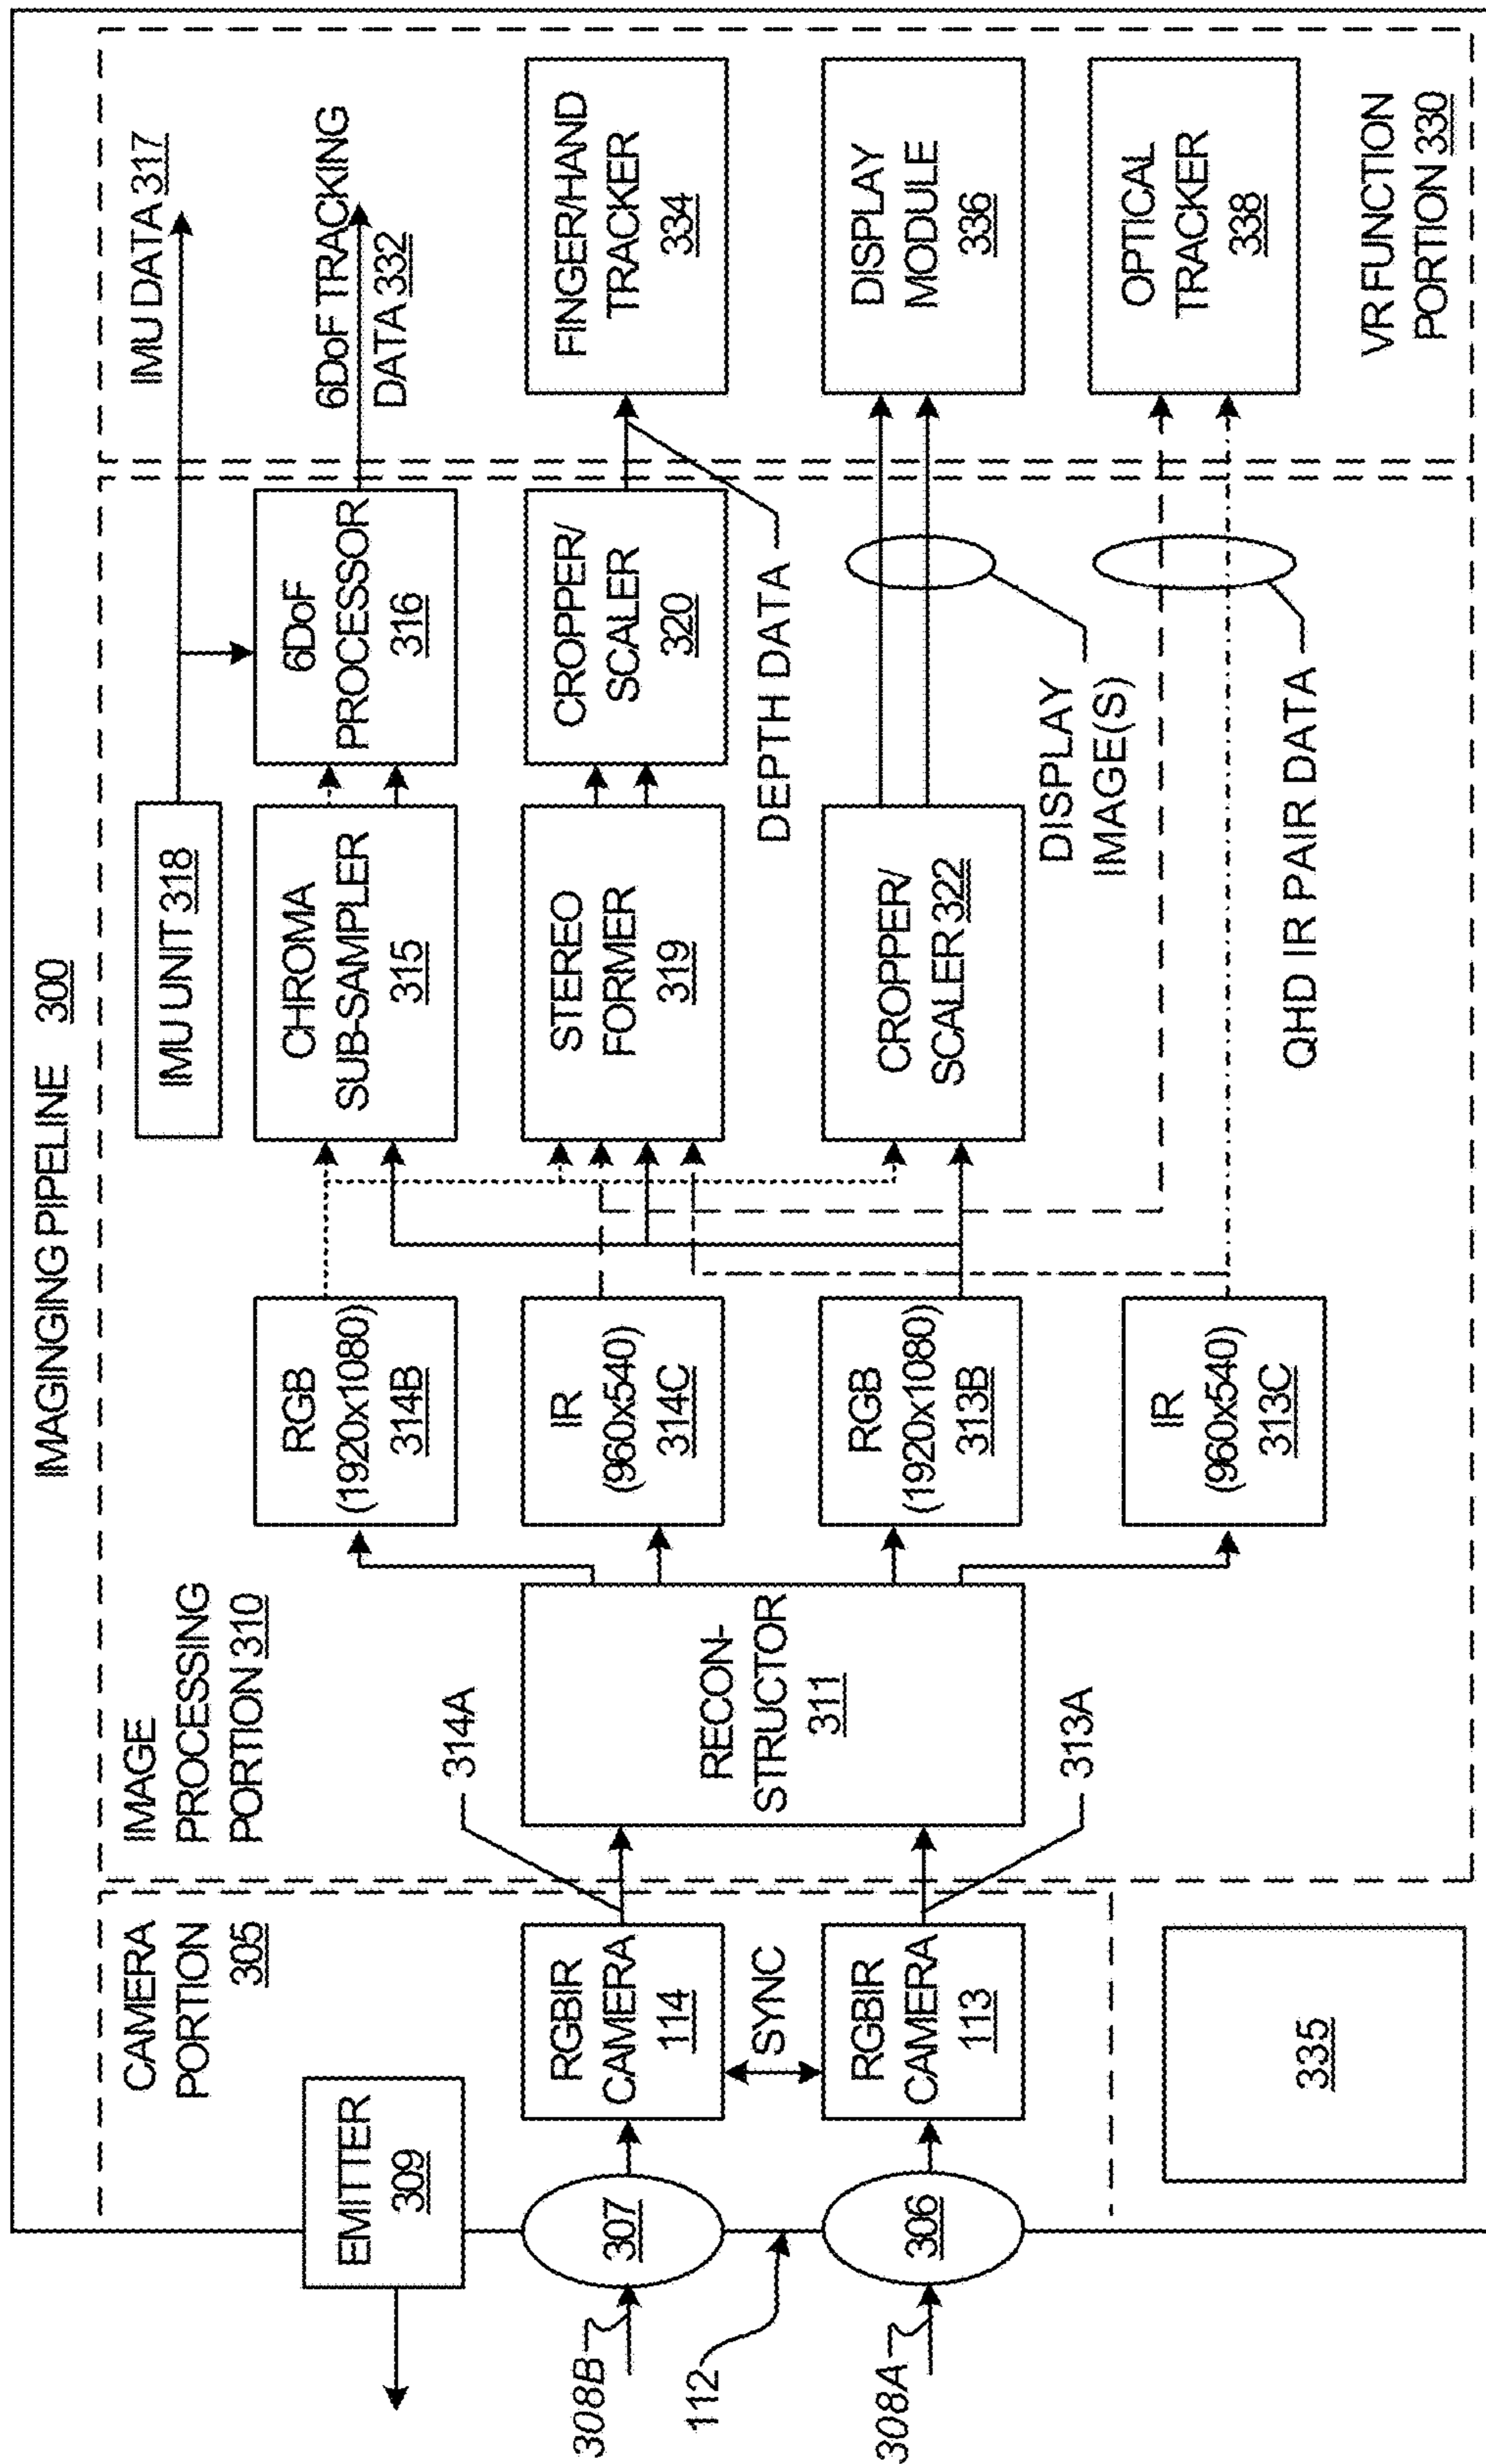 IMAGINGING PIPELINE 300
CAMERA
PORTION 305
EMITTER
309
308B
307
RGBIR
CAMERA
114
SYNC
112
308A
306
RGBIR
CAMERA
113
335
IMAGE
PROCESSING
PORTION 310
314A
RECON-
STRUCTOR
311
313A
RGB
(1920x1080)
314B
IR
(960x540)
314C
RGB
(1920x1080)
313B
IR
(960x540)
313C
IMU UNIT 318
CHROMA
SUB-SAMPLER
315
STEREO
FORMER
319
CROPPER/
SCALER 322
6DoF
PROCESSOR
316
CROPPER/
SCALER
320
DEPTH DATA
DISPLAY
IMAGE(S)
QHD IR PAIR DATA
IMU DATA 317
6DoF TRACKING
DATA 332
FINGER/HAND
TRACKER
334
DISPLAY
MODULE
336
OPTICAL
TRACKER
338
VR FUNCTION
PORTION 330